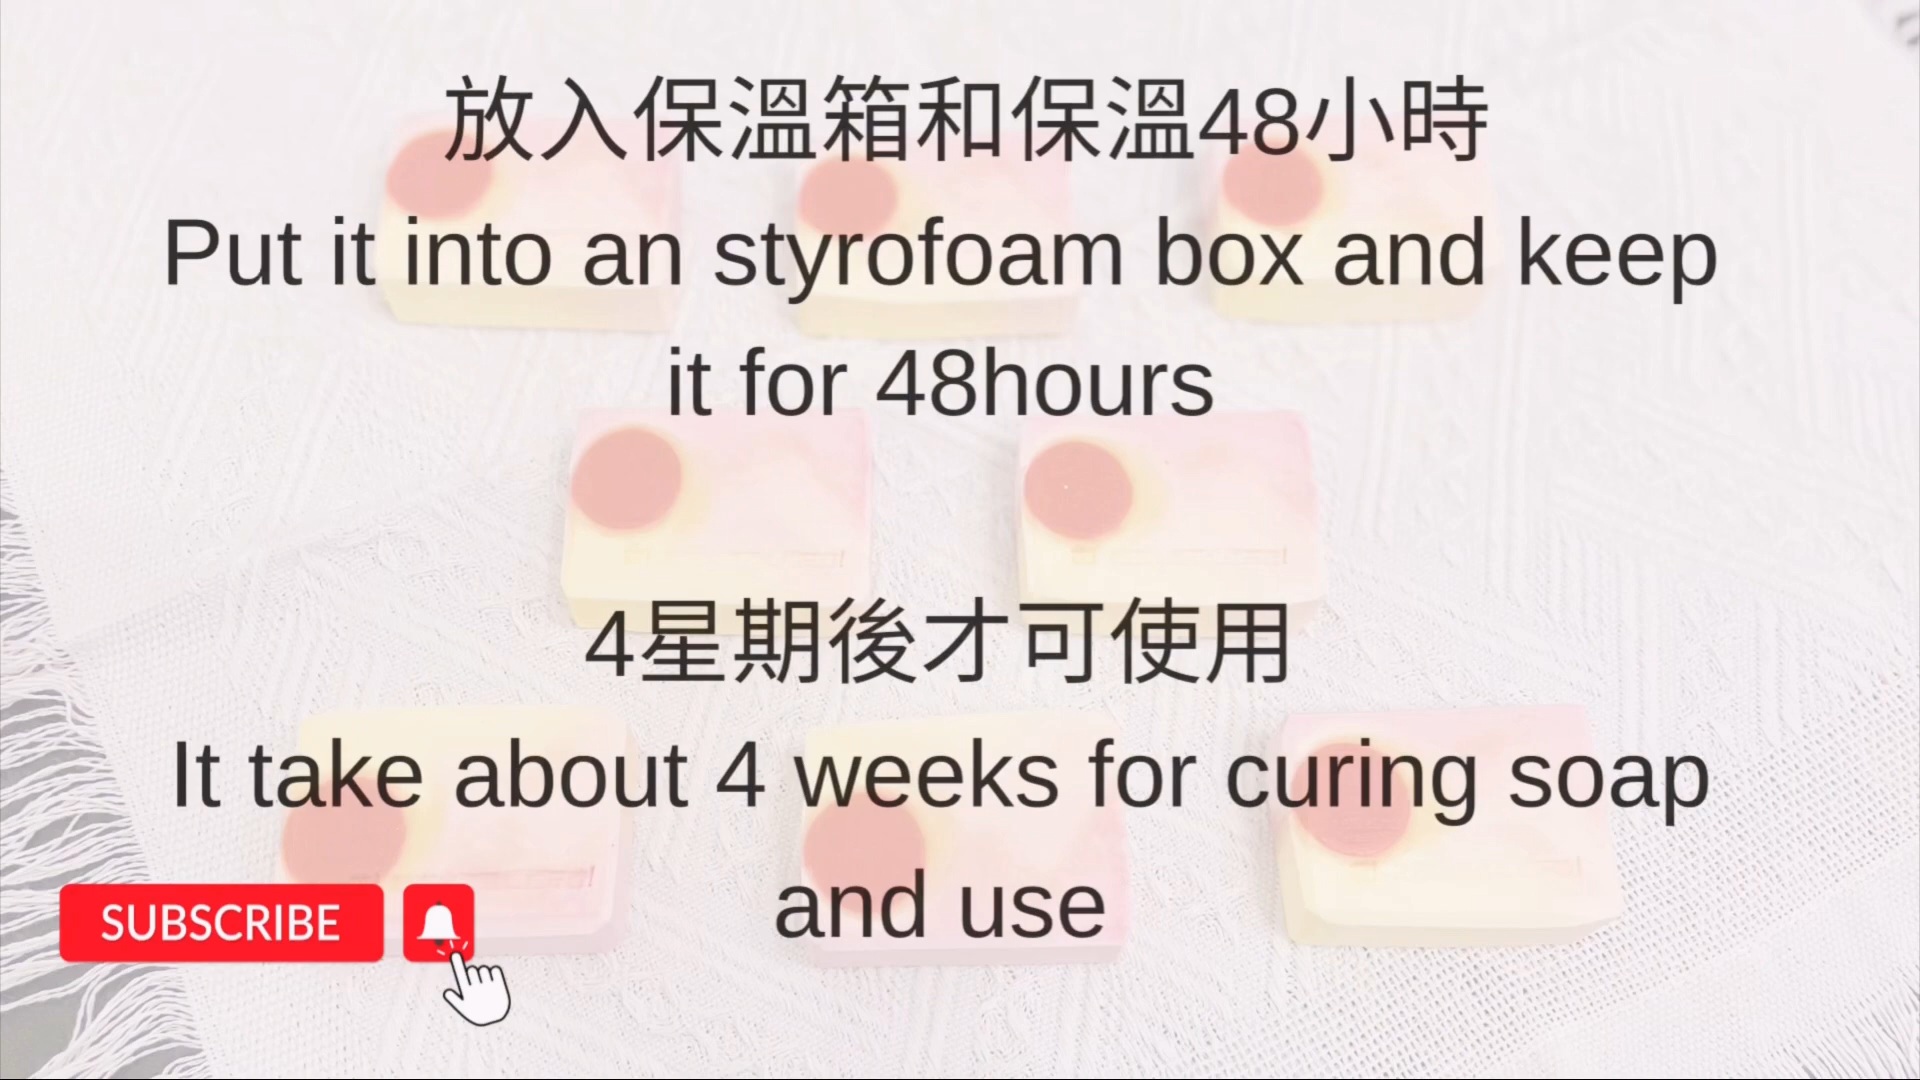 放入保溫箱和保溫48小時
Put it into an styrofoam box and keep
it for 48hours
4星期後才可使用
It take about 4 weeks for curing soap
and use
SUBSCRIBE